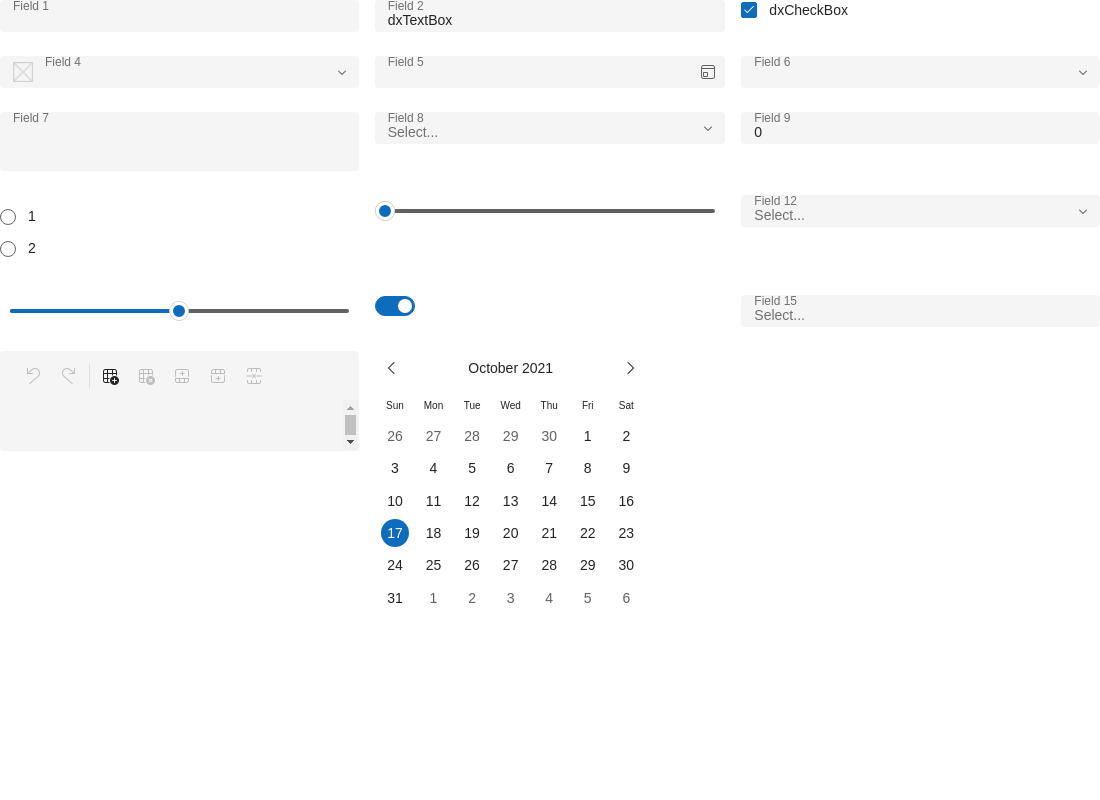 Field 1
Field 2
dxTextBox
dxCheckBox
Field 4
Field 5
Field 6
Field 7
Field 8
Select...
Field 9
0
1
2
Field 12
Select...
Field 15
Select...
October 2021
Sun Mon Tue Wed Thu Fri Sat
26 27 28 29 30 1 2
3 4 5 6 7 8 9
10 11 12 13 14 15 16
17 18 19 20 21 22 23
24 25 26 27 28 29 30
31 1 2 3 4 5 6